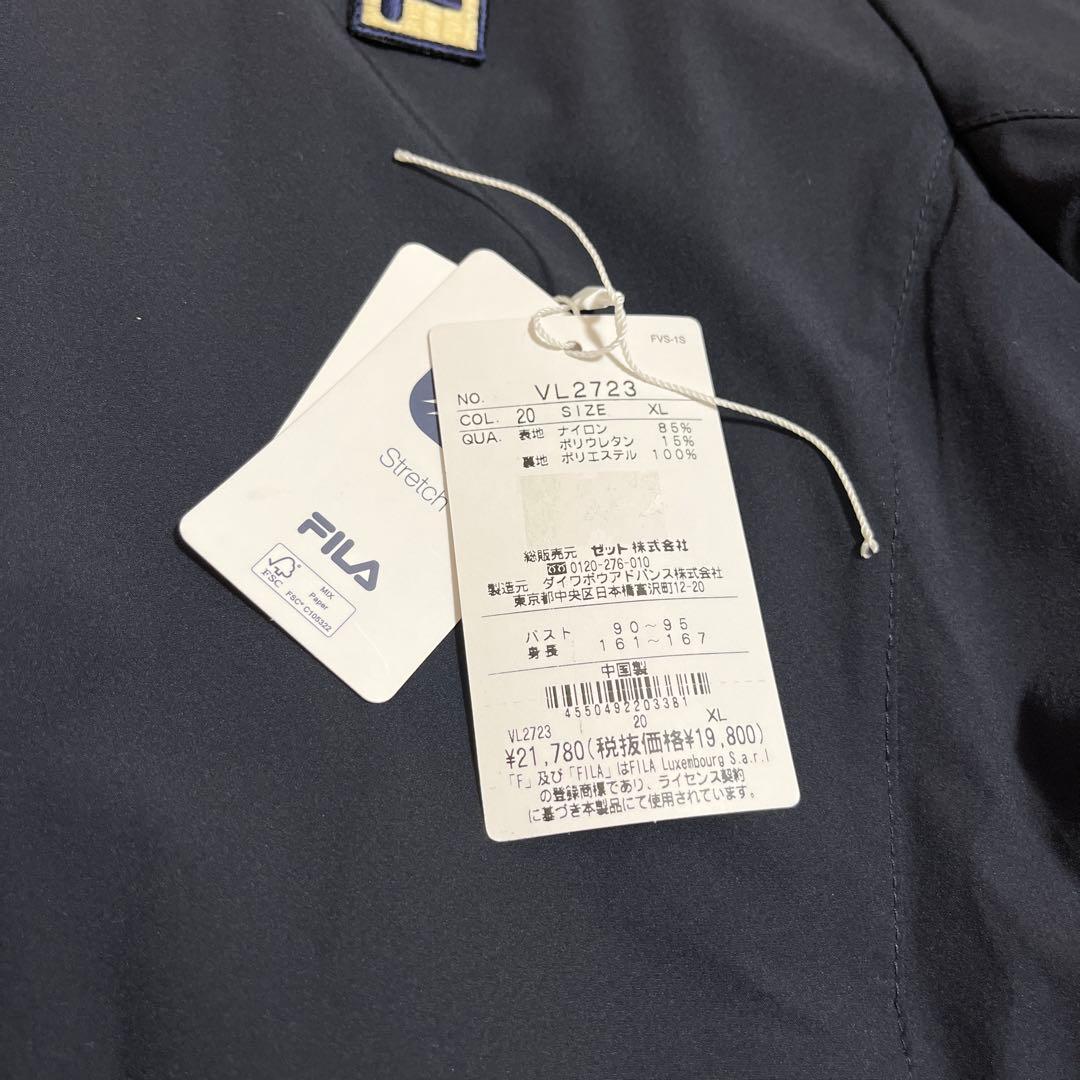 FVS-1S
NO. VL2723
COL. 20 SIZE XL
QUA. 表地 ナイロン 85%
ポリウレタン 15%
裏地 ポリエステル 100%
総販売元 ゼット株式会社
0120-276-010
製造元 ダイワボウアドバンス株式会社
東京都中央区日本橋富沢町12-20
バスト 90～95
身長 161～167
中国製
4550492203381
VL2723 20 XL
¥21,780(税抜価格¥19,800)
「F」及び「FILA」はFILA Luxembourg S.a.r.l
の登録商標であり、ライセンス契約
に基づき本製品にて使用されています。
Stretch
FILA
FSC
MIX
Paper
FSC® C105322